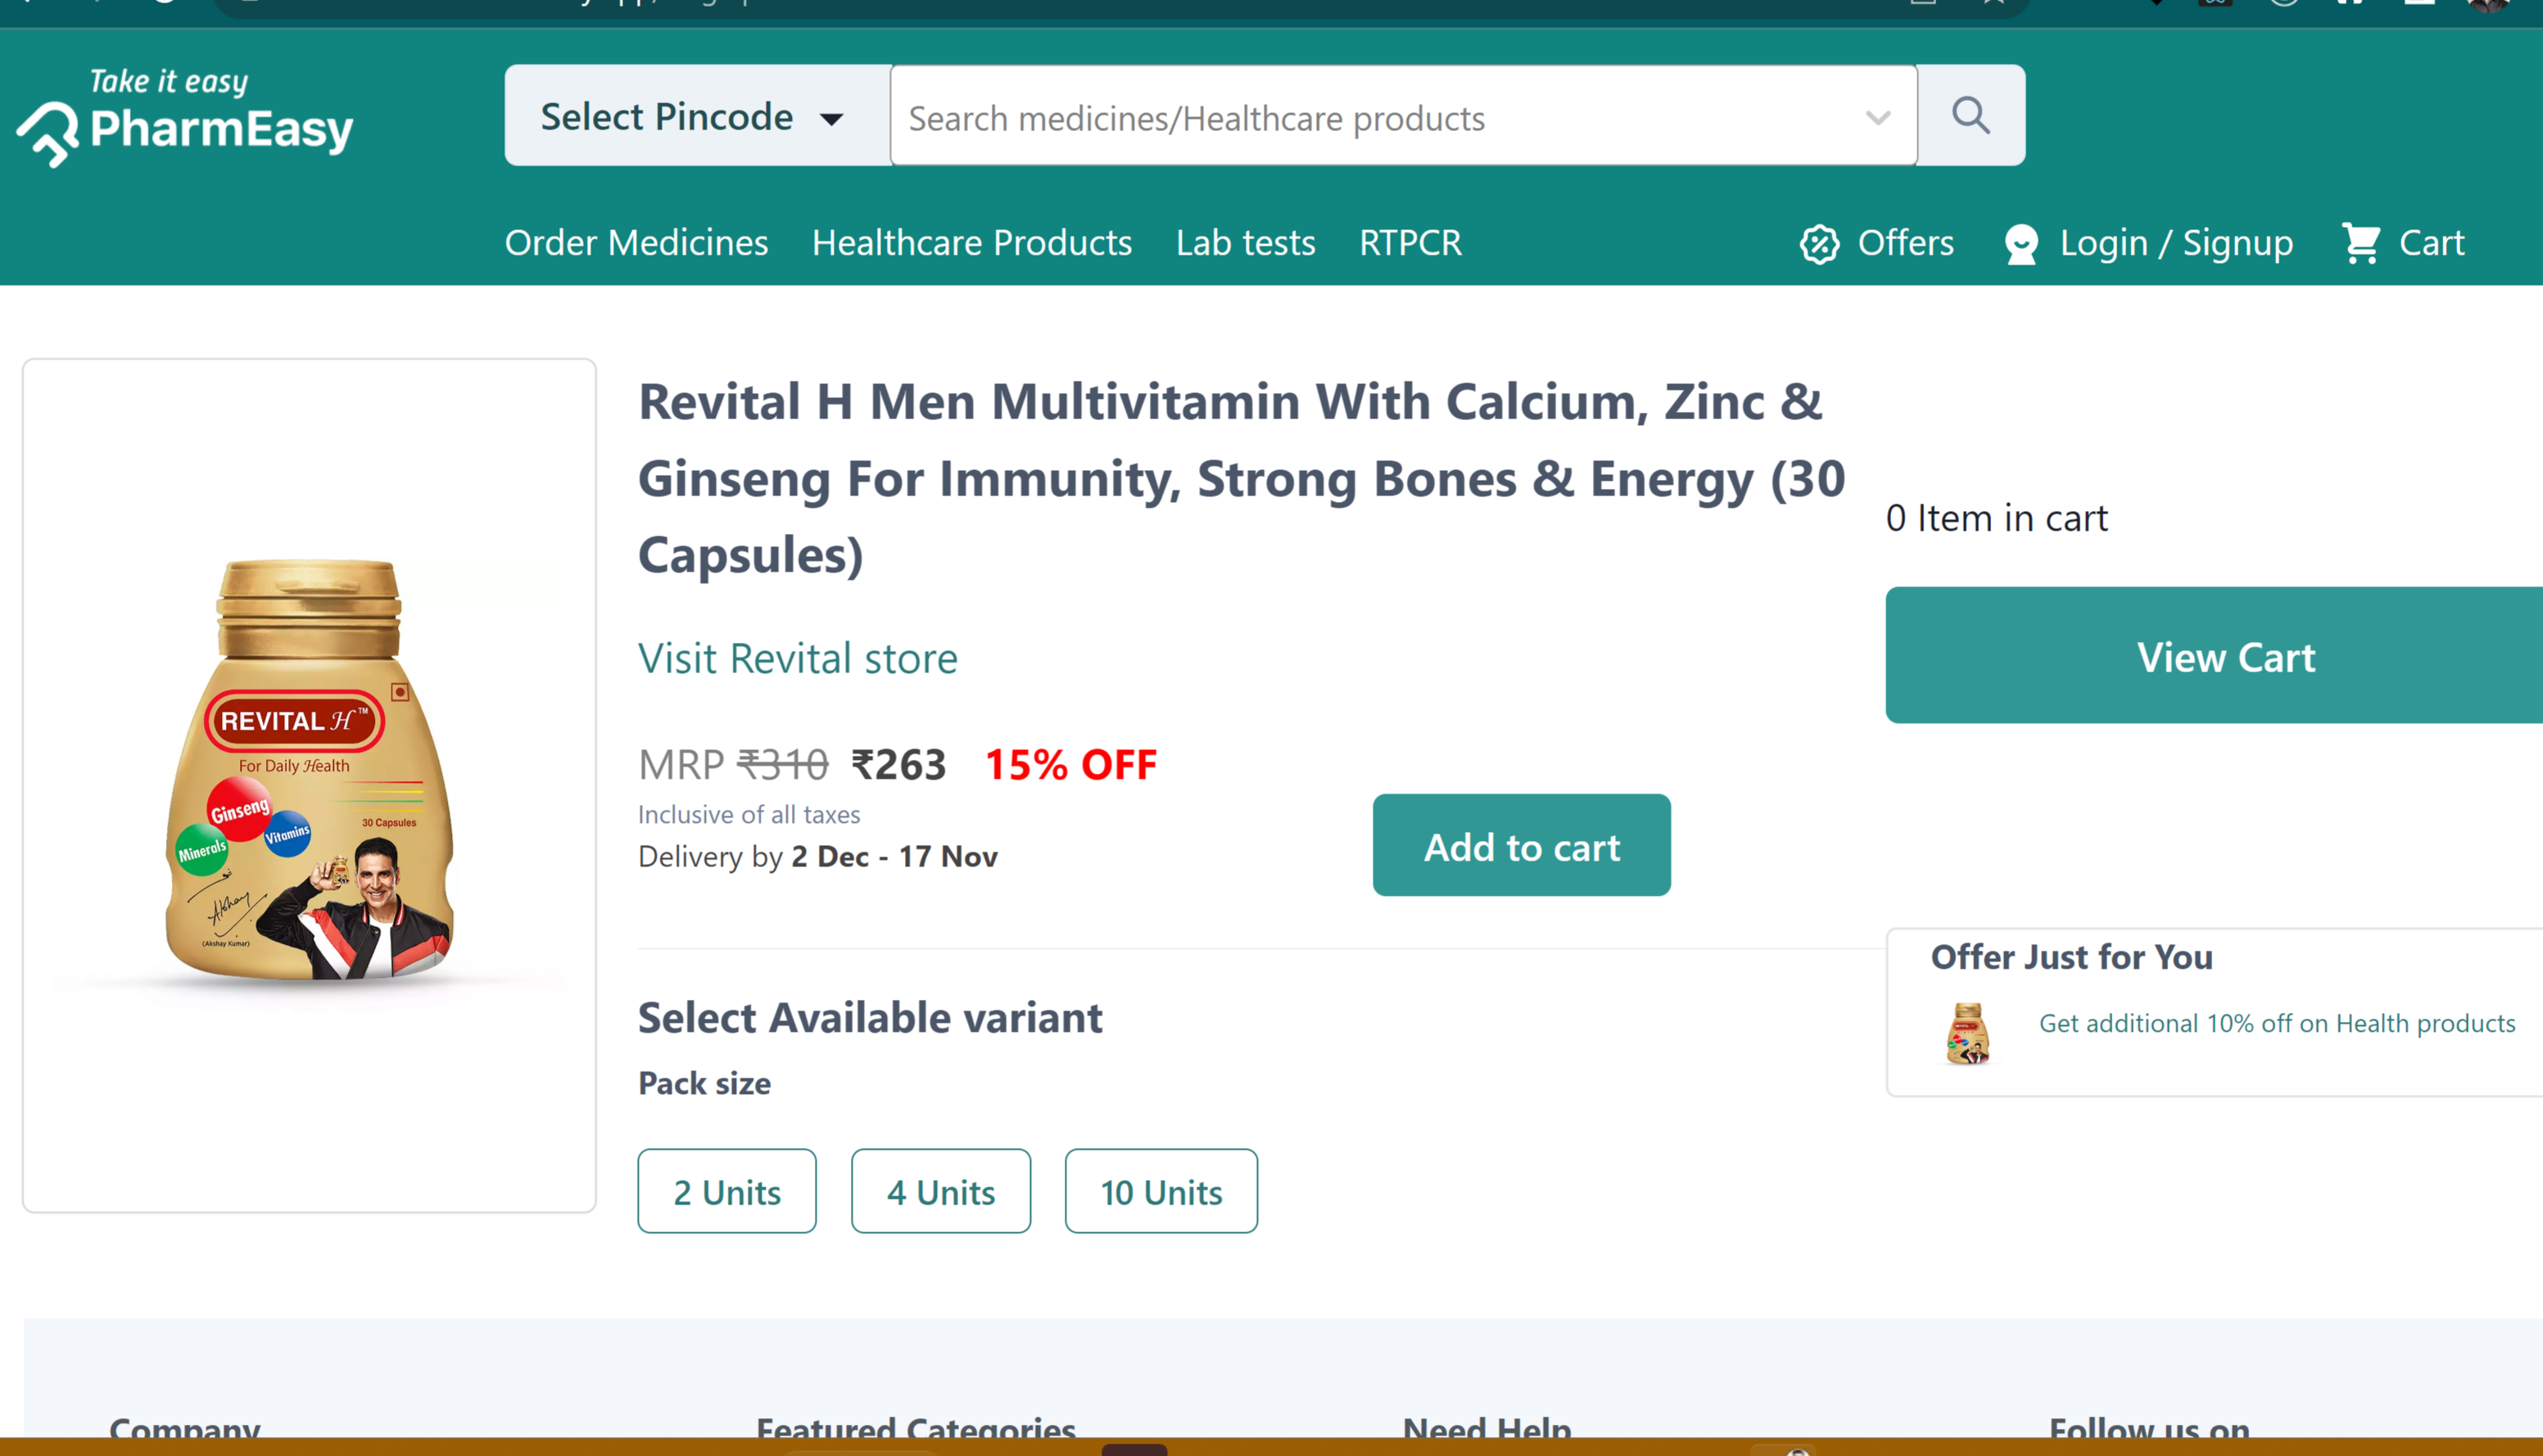 Take it easy
PharmEasy
Select Pincode
Search medicines/Healthcare products
Order Medicines Healthcare Products Lab tests RTPCR Offers Login / Signup Cart
Revital H Men Multivitamin With Calcium, Zinc &
Ginseng For Immunity, Strong Bones & Energy (30
Capsules)
Visit Revital store
MRP ₹310 ₹263 15% OFF
Inclusive of all taxes
Delivery by 2 Dec - 17 Nov
Add to cart
0 Item in cart
View Cart
Offer Just for You
Get additional 10% off on Health products
Select Available variant
Pack size
2 Units 4 Units 10 Units
REVITAL H™
For Daily Health
Ginseng
Vitamins
Minerals
30 Capsules
Akshay
(Akshay Kumar)
Company Featured Categories Need Help Follow us on